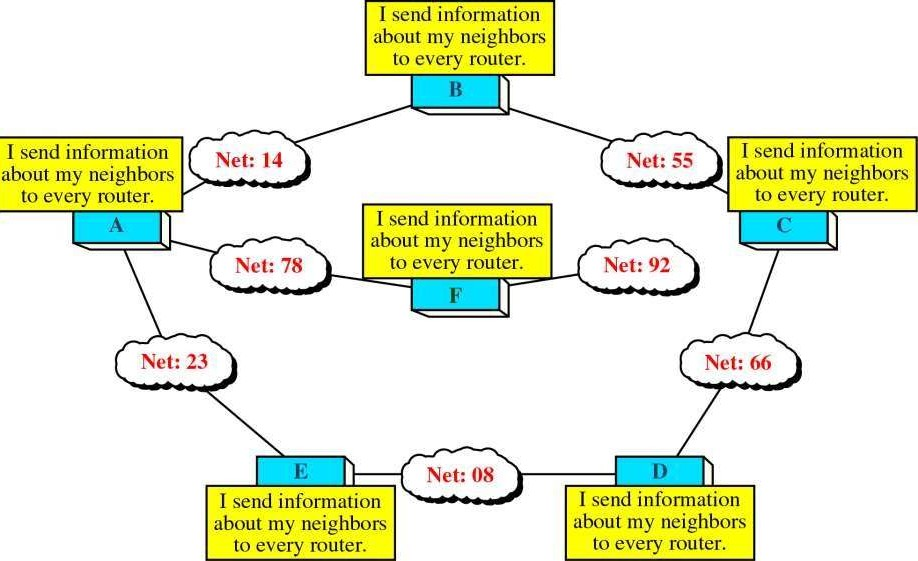 I send information
about my neighbors
to every router.
B
I send information
about my neighbors
to every router.
A
Net: 14
Net: 55
I send information
about my neighbors
to every router.
C
I send information
about my neighbors
to every router.
F
Net: 78
Net: 92
Net: 23
Net: 66
E
I send information
about my neighbors
to every router.
Net: 08
D
I send information
about my neighbors
to every router.